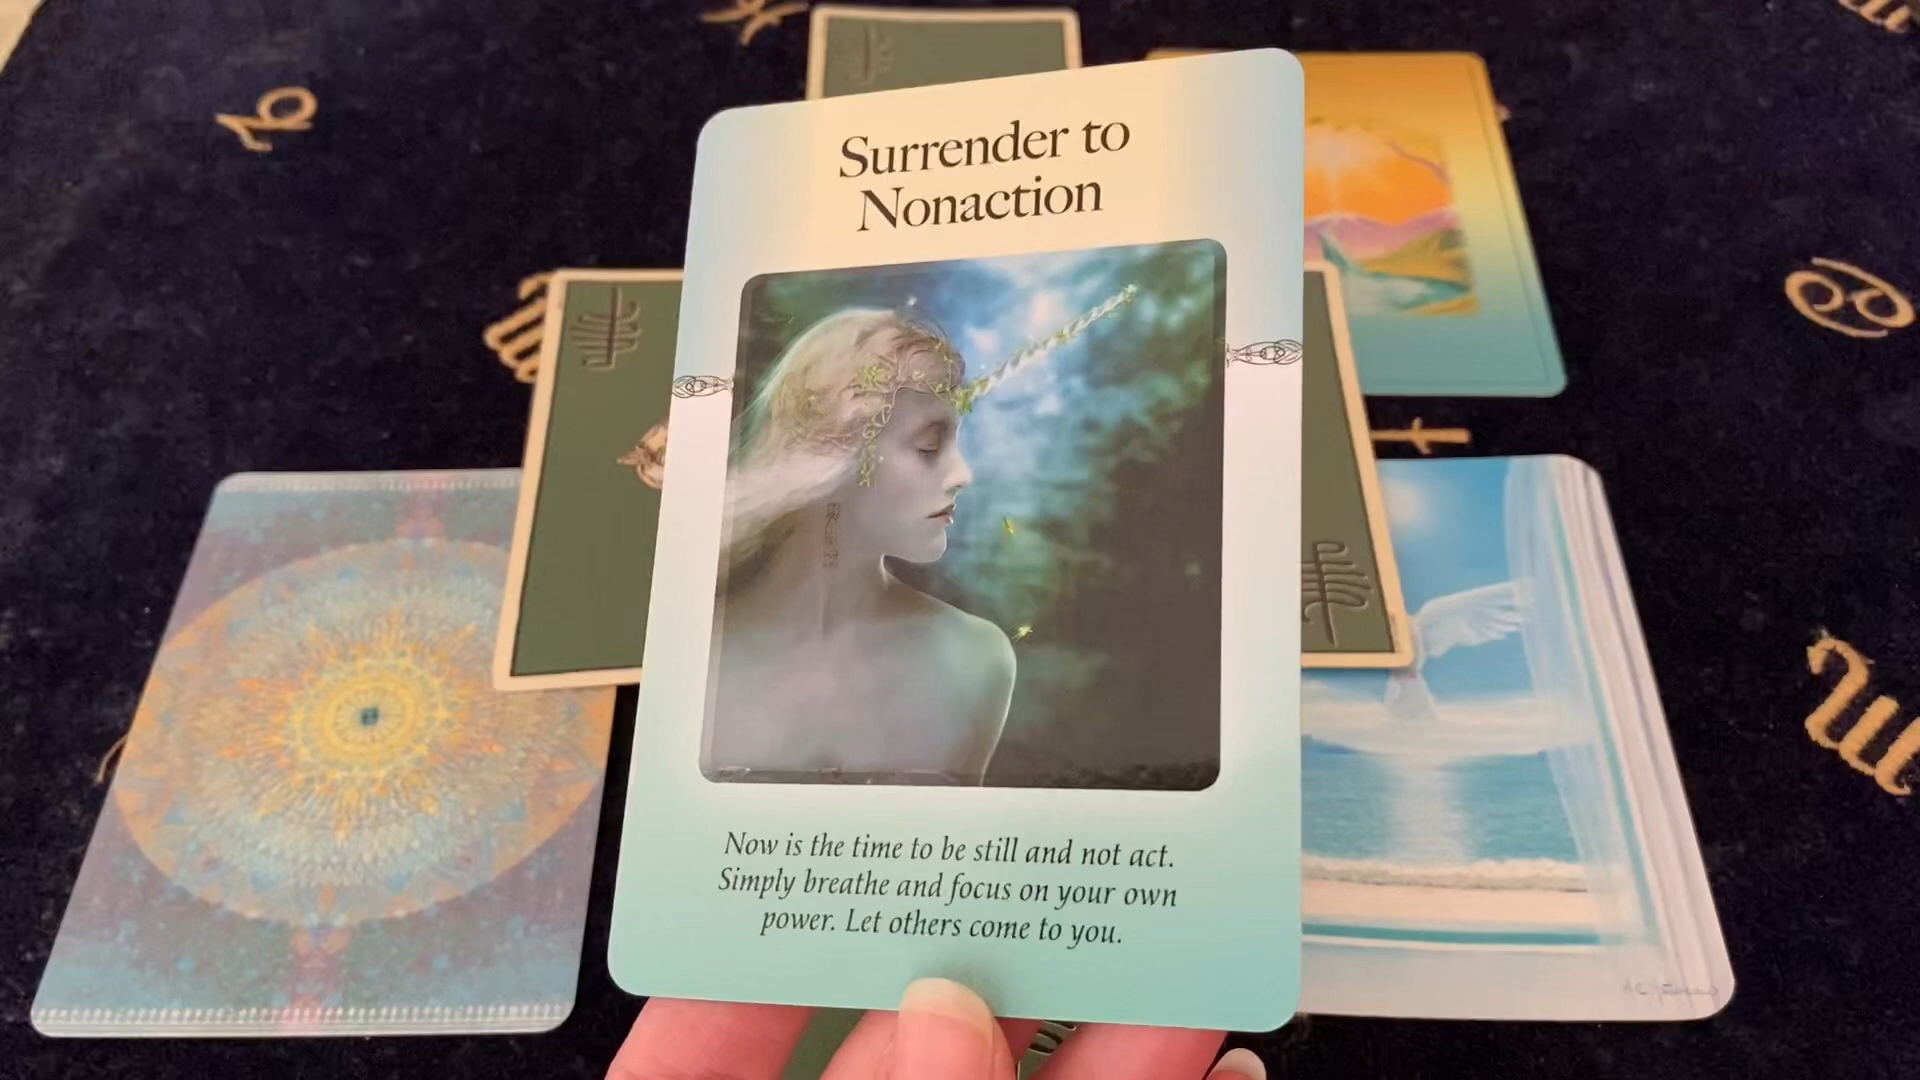 Surrender to
Nonaction
Now is the time to be still and not act.
Simply breathe and focus on your own
power. Let others come to you.